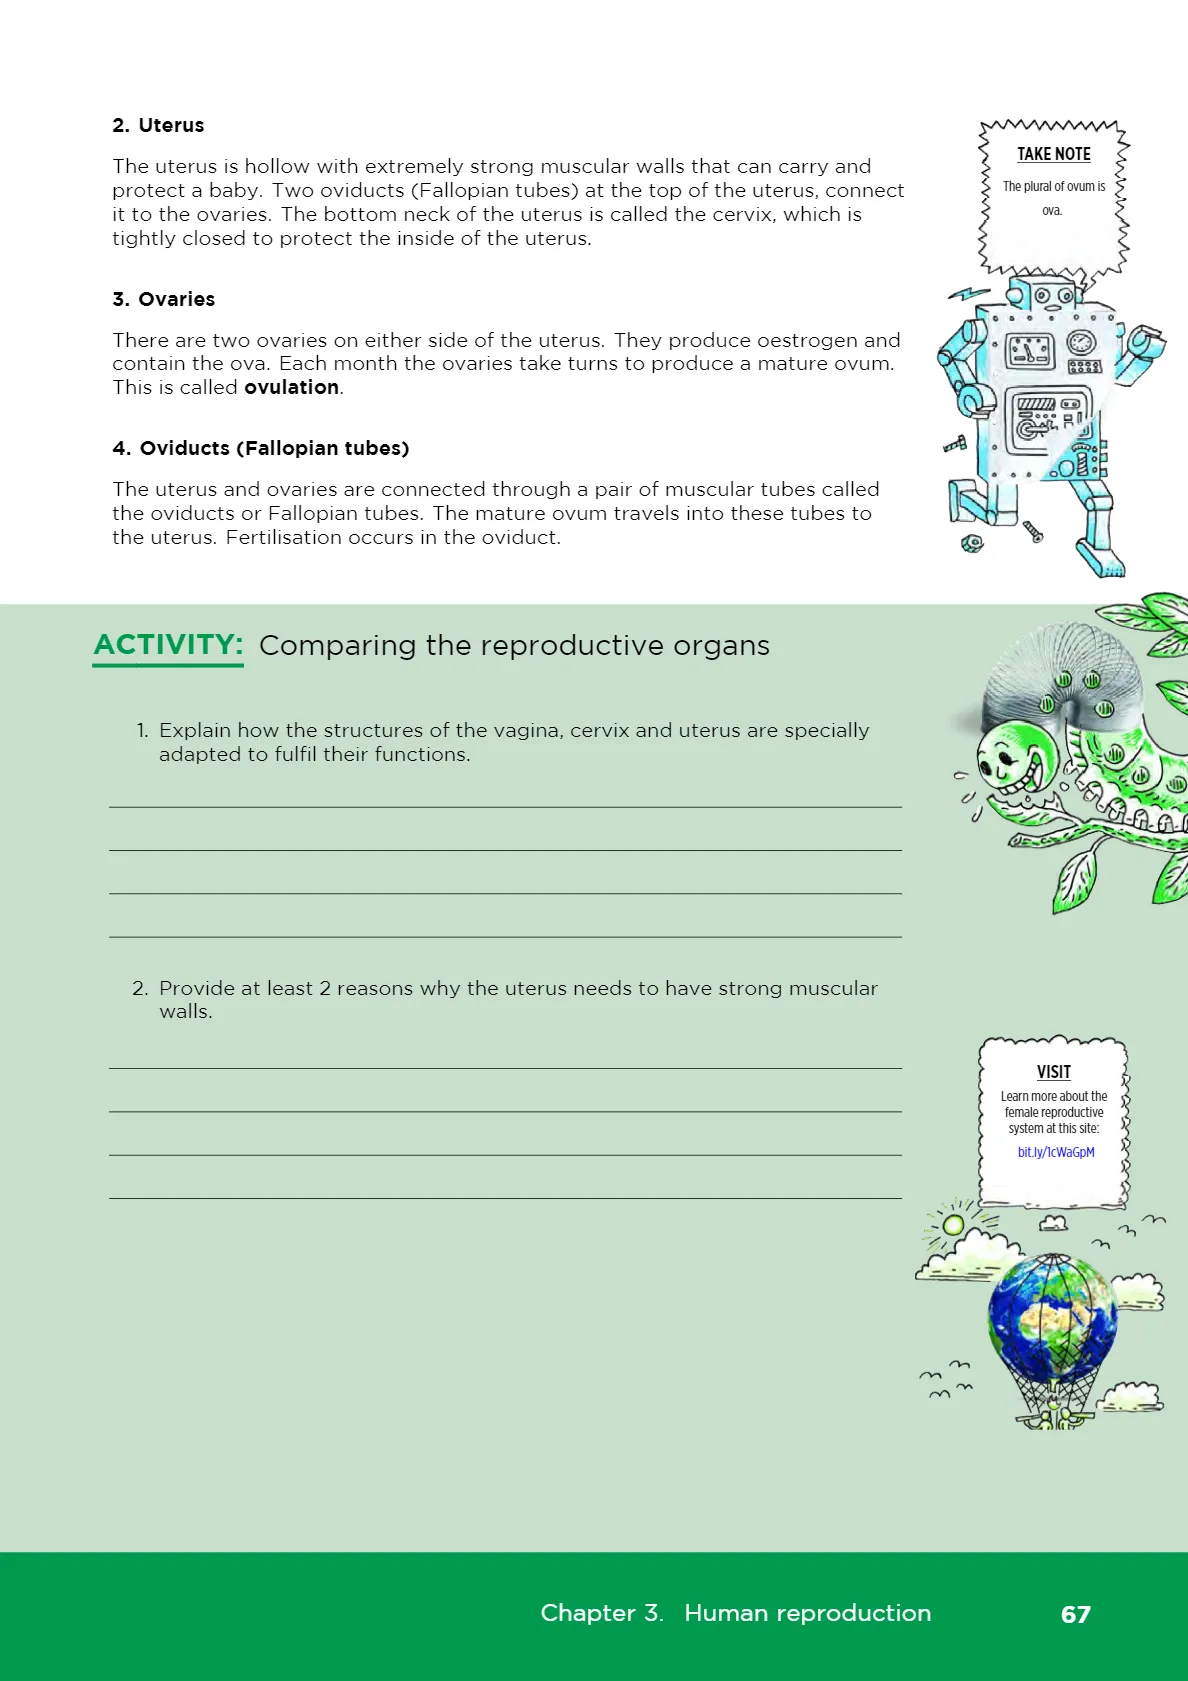 2. Uterus
The uterus is hollow with extremely strong muscular walls that can carry and
protect a baby. Two oviducts (Fallopian tubes) at the top of the uterus, connect
it to the ovaries. The bottom neck of the uterus is called the cervix, which is
tightly closed to protect the inside of the uterus.
3. Ovaries
There are two ovaries on either side of the uterus. They produce oestrogen and
contain the ova. Each month the ovaries take turns to produce a mature ovum.
This is called ovulation.
4. Oviducts (Fallopian tubes)
The uterus and ovaries are connected through a pair of muscular tubes called
the oviducts or Fallopian tubes. The mature ovum travels into these tubes to
the uterus. Fertilisation occurs in the oviduct.
TAKE NOTE
The plural of ovum is
ova.
ACTIVITY: Comparing the reproductive organs
1. Explain how the structures of the vagina, cervix and uterus are specially
adapted to fulfil their functions.
2. Provide at least 2 reasons why the uterus needs to have strong muscular
walls.
VISIT
Learn more about the
female reproductive
system at this site:
bit.ly/1cWaGpM
Chapter 3. Human reproduction 67